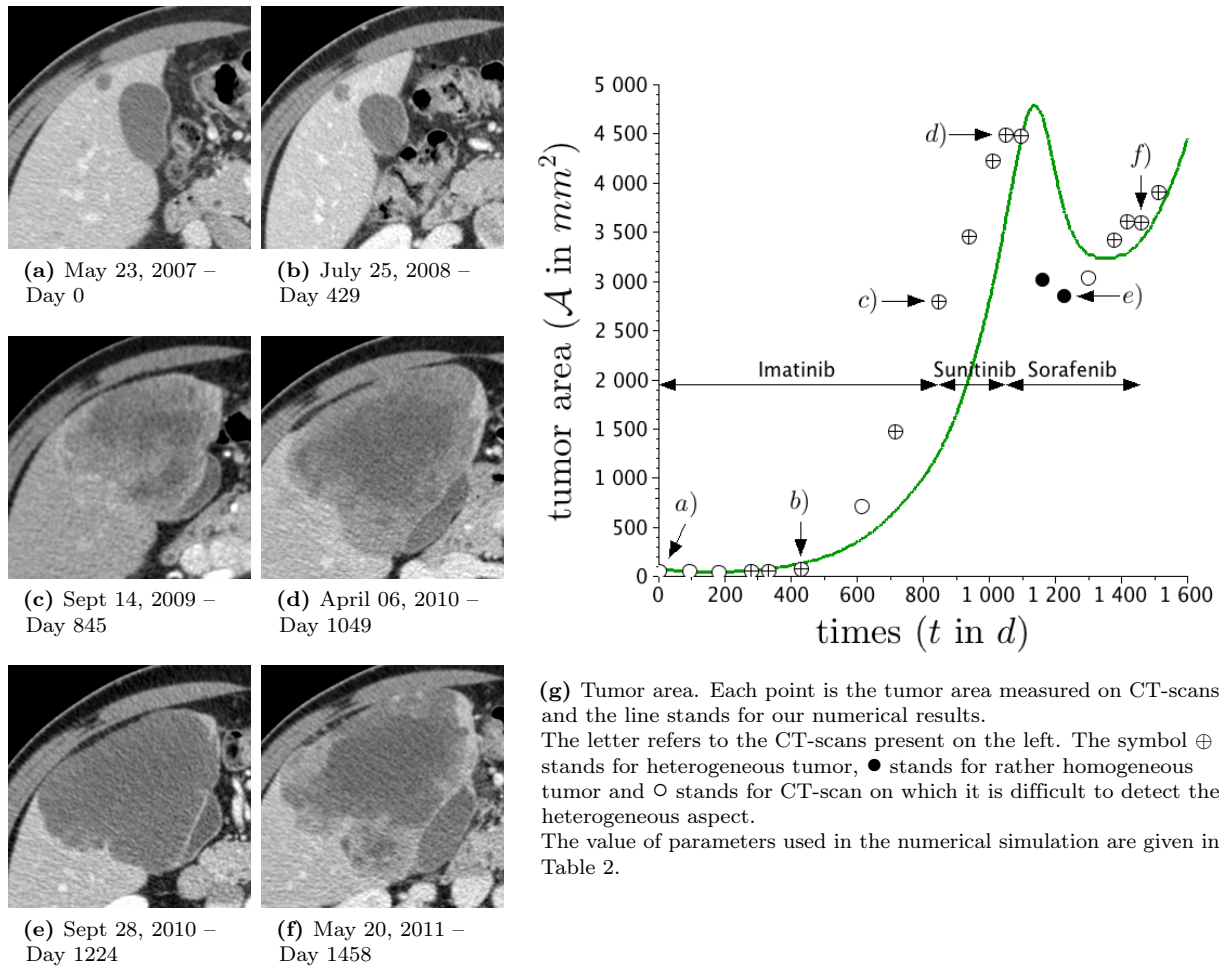 (a) May 23, 2007 –
Day 0
(b) July 25, 2008 –
Day 429
(c) Sept 14, 2009 –
Day 845
(d) April 06, 2010 –
Day 1049
(e) Sept 28, 2010 –
Day 1224
(f) May 20, 2011 –
Day 1458
tumor area (𝒜 in mm²)
5 000
4 500
4 000
3 500
3 000
2 500
2 000
1 500
1 000
500
0
d)
f)
c)
e)
Imatinib Sunitinib Sorafenib
a)
b)
0 200 400 600 800 1 000 1 200 1 400 1 600
times (t in d)
(g) Tumor area. Each point is the tumor area measured on CT-scans
and the line stands for our numerical results.
The letter refers to the CT-scans present on the left. The symbol ⊕
stands for heterogeneous tumor, ● stands for rather homogeneous
tumor and ○ stands for CT-scan on which it is difficult to detect the
heterogeneous aspect.
The value of parameters used in the numerical simulation are given in
Table 2.